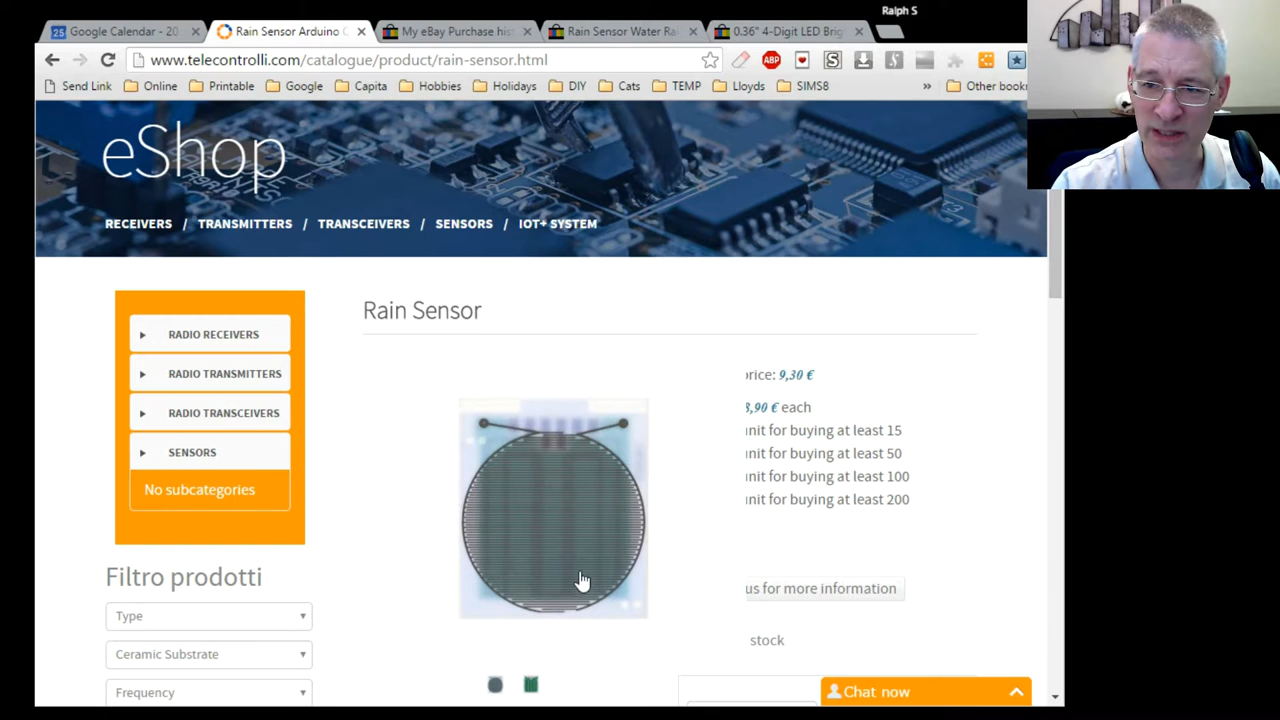 Ralph S
25 Google Calendar - 20
Rain Sensor Arduino C
My eBay Purchase hist
Rain Sensor Water Ra
0.36" 4-Digit LED Brig
www.telecontrolli.com/catalogue/product/rain-sensor.html
ABP
S
Send Link Online Printable Google Capita Hobbies Holidays DIY Cats TEMP Lloyds SIMS8 » Other book
eShop
RECEIVERS / TRANSMITTERS / TRANSCEIVERS / SENSORS / IOT+ SYSTEM
RADIO RECEIVERS
RADIO TRANSMITTERS
RADIO TRANSCEIVERS
SENSORS
No subcategories
Filtro prodotti
Type
Ceramic Substrate
Frequency
Rain Sensor
price: 9,30 €
8,90 € each
unit for buying at least 15
unit for buying at least 50
unit for buying at least 100
unit for buying at least 200
us for more information
stock
Chat now